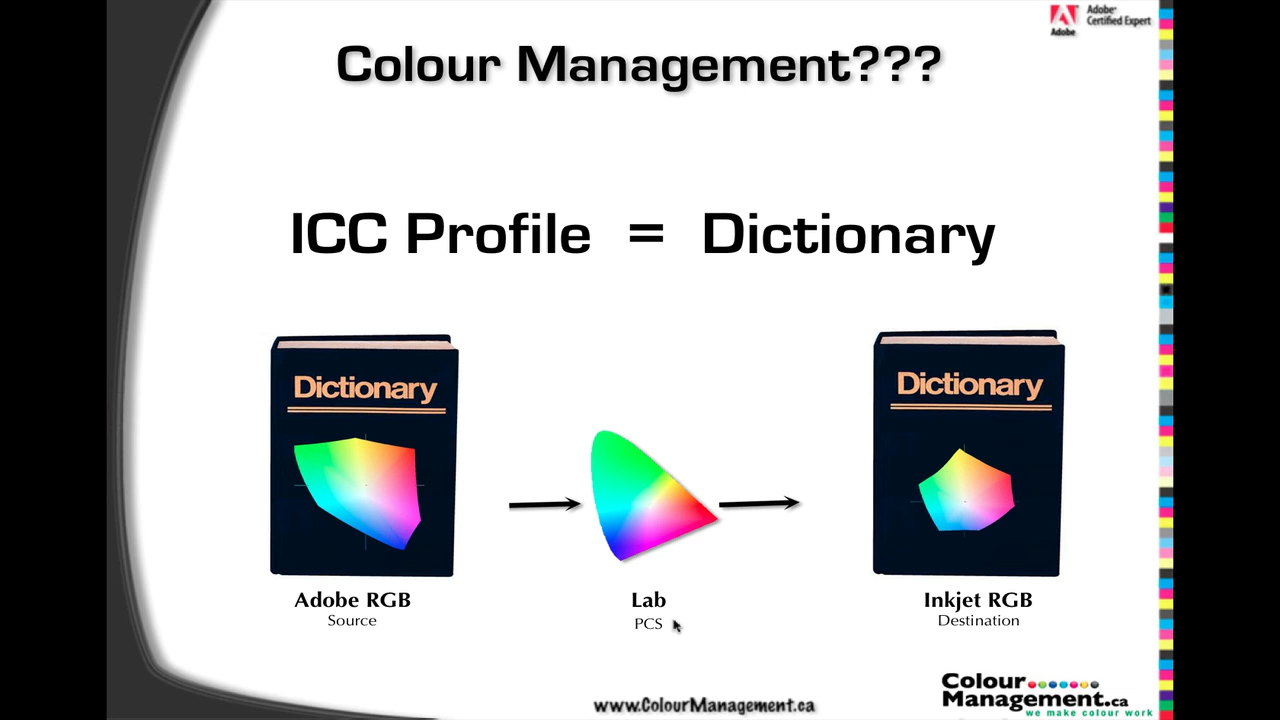 Adobe
Adobe®
Certified Expert
Colour Management???
ICC Profile = Dictionary
Dictionary
Dictionary
Adobe RGB
Source
Lab
PCS
Inkjet RGB
Destination
www.ColourManagement.ca
Colour
Management.ca
we make colour work